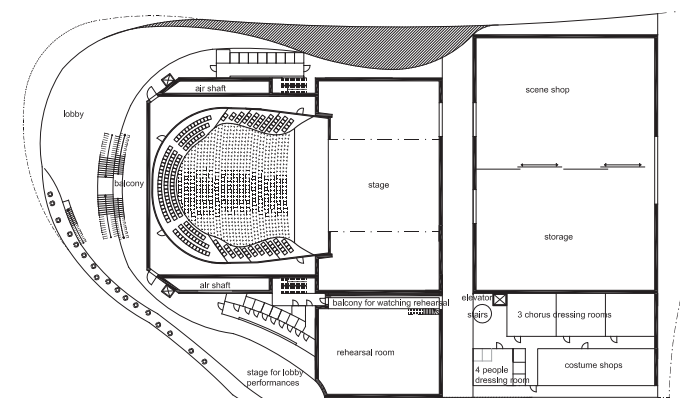 air shaft
scene shop
lobby
balcony
stage
storage
air shaft
elevator
balcony for watching rehearsal
stairs
3 chorus dressing rooms
rehearsal room
4 people
dressing room
costume shops
stage for lobby
performances